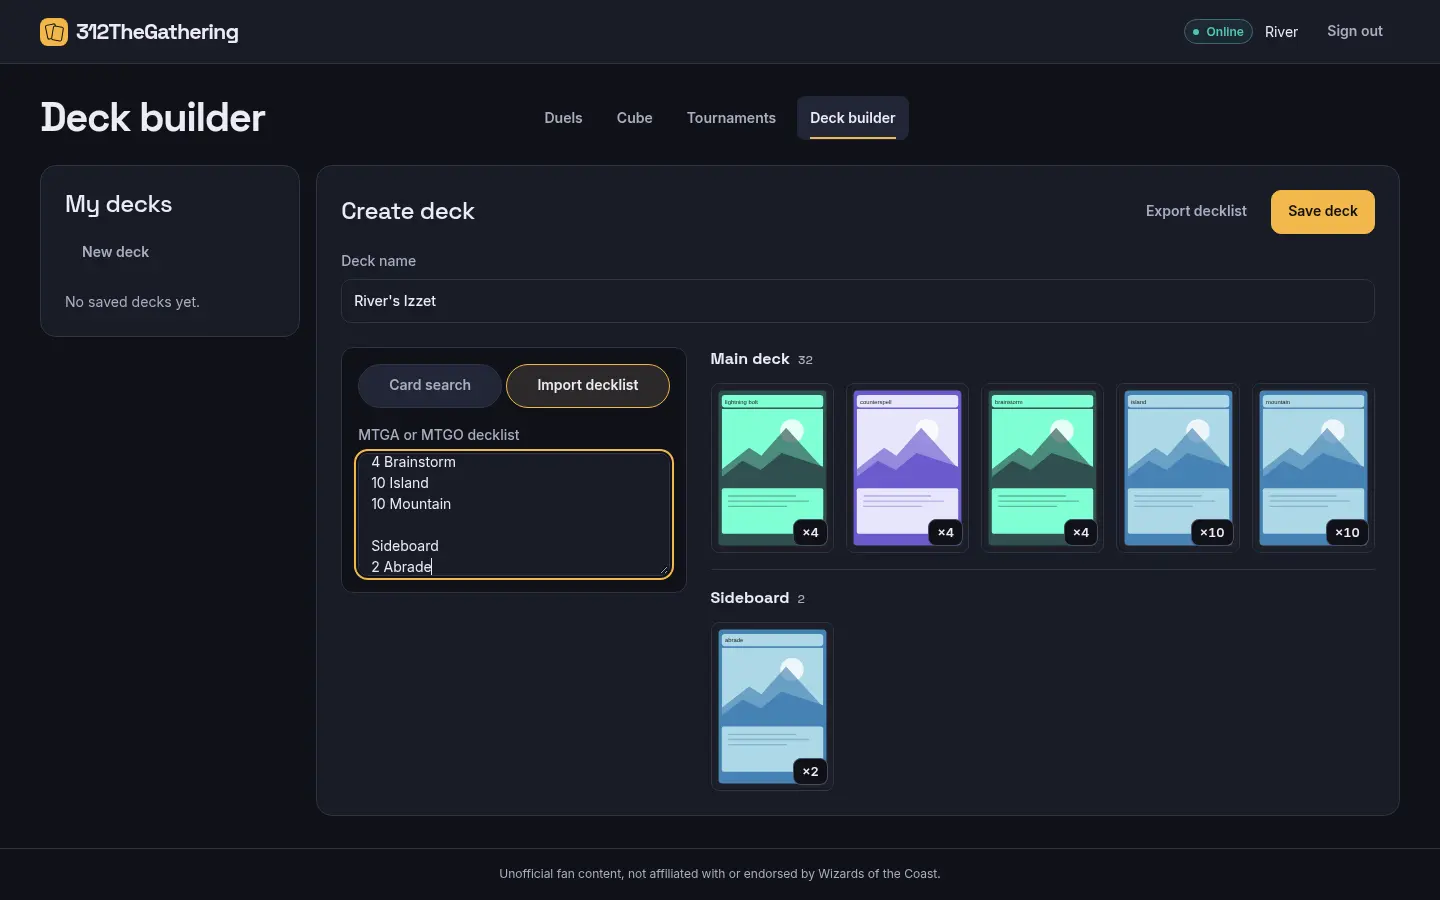 312TheGathering
Online
River
Sign out
Deck builder
Duels
Cube
Tournaments
Deck builder
My decks
New deck
No saved decks yet.
Create deck
Export decklist
Save deck
Deck name
River's Izzet
Card search
Import decklist
MTGA or MTGO decklist
4 Brainstorm
10 Island
10 Mountain
Sideboard
2 Abrade
Main deck 32
lightning bolt
×4
counterspell
×4
brainstorm
×4
island
×10
mountain
×10
Sideboard 2
abrade
×2
Unofficial fan content, not affiliated with or endorsed by Wizards of the Coast.